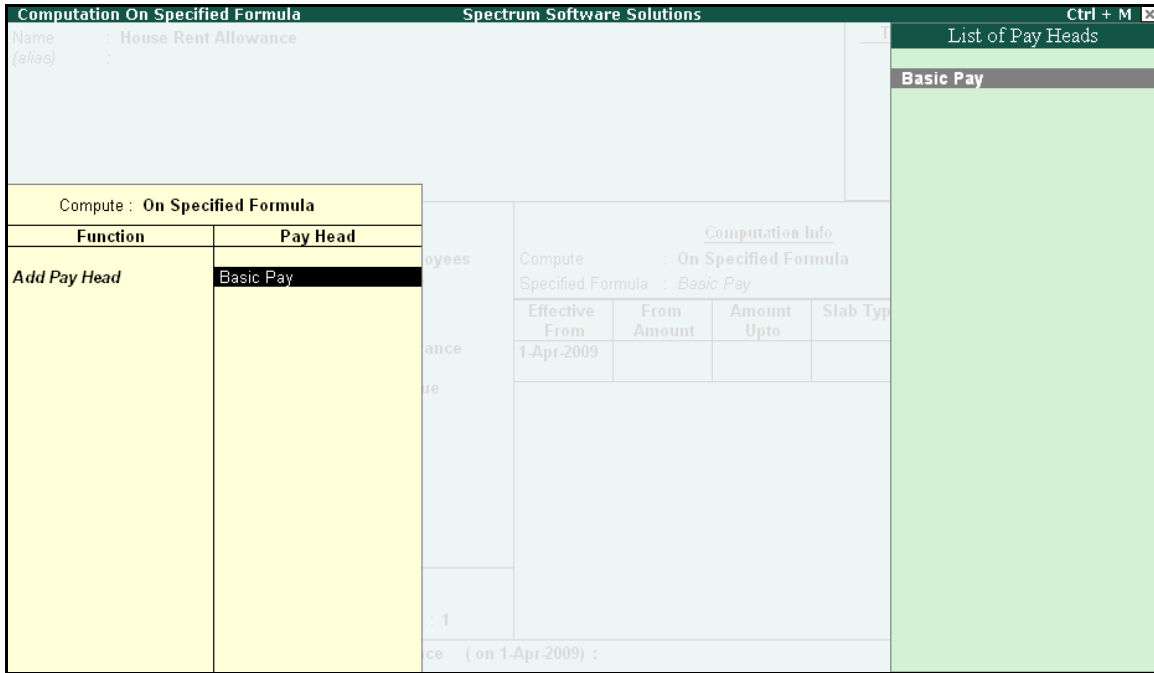 Computation On Specified Formula Spectrum Software Solutions Ctrl + M
Name : House Rent Allowance
(alias) :
List of Pay Heads
Basic Pay
Compute : On Specified Formula
Function Pay Head
Add Pay Head Basic Pay
oyees
Computation Info
Compute : On Specified Formula
Specified Formula : Basic Pay
Effective From From Amount Amount Upto Slab Typ
1-Apr-2009
ance
ue
: 1
ce ( on 1-Apr-2009) :